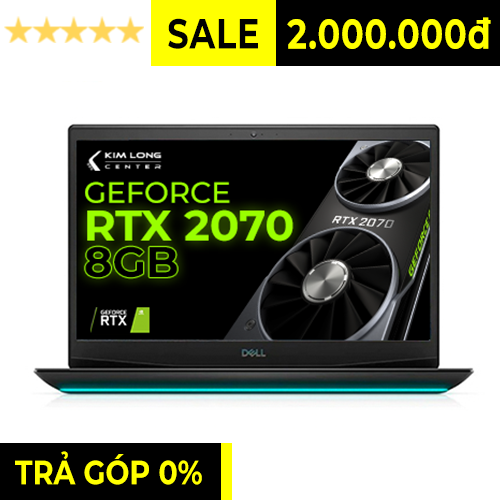 SALE 2.000.000đ
KIM LONG
CENTER
GEFORCE
RTX 2070
8GB
RTX 2070
GEFORCE
GEFORCE
RTX
DELL
TRẢ GÓP 0%